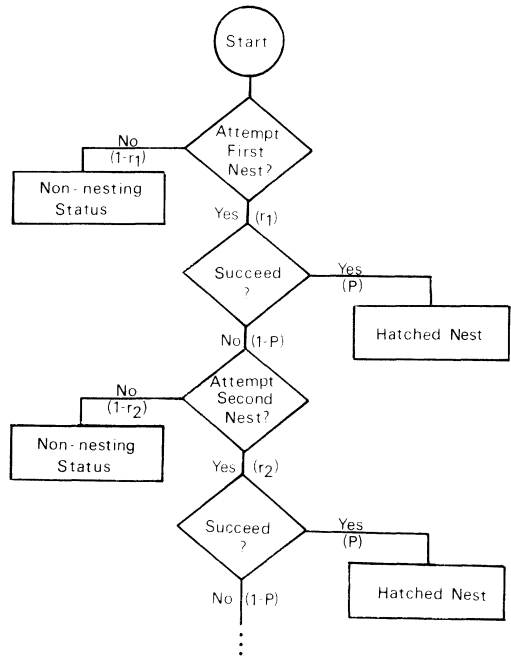 Start
Attempt
First
Nest?
No
(1-r1)
Non-nesting
Status
Yes (r1)
Succeed
?
Yes
(P)
Hatched Nest
No (1-P)
Attempt
Second
Nest?
No
(1-r2)
Non-nesting
Status
Yes (r2)
Succeed
?
Yes
(P)
Hatched Nest
No (1-P)